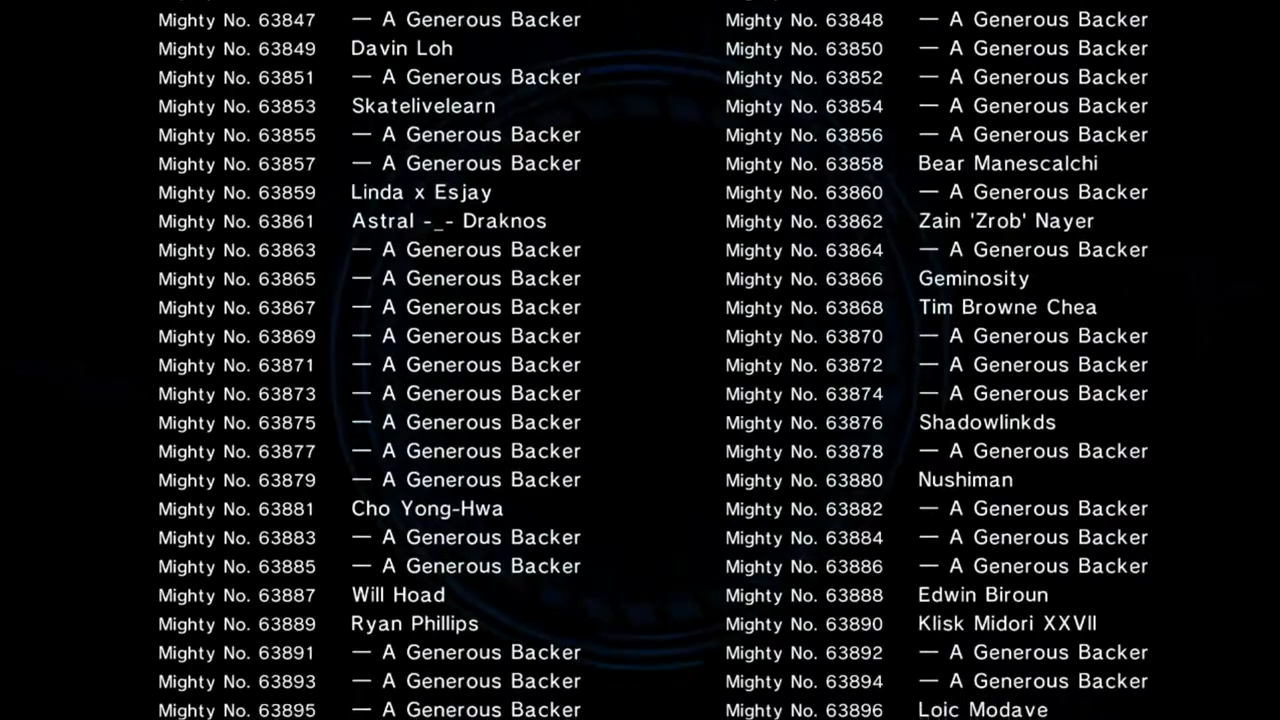 Mighty No. 63847 — A Generous Backer Mighty No. 63848 — A Generous Backer
Mighty No. 63849 Davin Loh Mighty No. 63850 — A Generous Backer
Mighty No. 63851 — A Generous Backer Mighty No. 63852 — A Generous Backer
Mighty No. 63853 Skatelivelearn Mighty No. 63854 — A Generous Backer
Mighty No. 63855 — A Generous Backer Mighty No. 63856 — A Generous Backer
Mighty No. 63857 — A Generous Backer Mighty No. 63858 Bear Manescalchi
Mighty No. 63859 Linda x Esjay Mighty No. 63860 — A Generous Backer
Mighty No. 63861 Astral -_- Draknos Mighty No. 63862 Zain 'Zrob' Nayer
Mighty No. 63863 — A Generous Backer Mighty No. 63864 — A Generous Backer
Mighty No. 63865 — A Generous Backer Mighty No. 63866 Geminosity
Mighty No. 63867 — A Generous Backer Mighty No. 63868 Tim Browne Chea
Mighty No. 63869 — A Generous Backer Mighty No. 63870 — A Generous Backer
Mighty No. 63871 — A Generous Backer Mighty No. 63872 — A Generous Backer
Mighty No. 63873 — A Generous Backer Mighty No. 63874 — A Generous Backer
Mighty No. 63875 — A Generous Backer Mighty No. 63876 Shadowlinkds
Mighty No. 63877 — A Generous Backer Mighty No. 63878 — A Generous Backer
Mighty No. 63879 — A Generous Backer Mighty No. 63880 Nushiman
Mighty No. 63881 Cho Yong-Hwa Mighty No. 63882 — A Generous Backer
Mighty No. 63883 — A Generous Backer Mighty No. 63884 — A Generous Backer
Mighty No. 63885 — A Generous Backer Mighty No. 63886 — A Generous Backer
Mighty No. 63887 Will Hoad Mighty No. 63888 Edwin Biroun
Mighty No. 63889 Ryan Phillips Mighty No. 63890 Klisk Midori XXVII
Mighty No. 63891 — A Generous Backer Mighty No. 63892 — A Generous Backer
Mighty No. 63893 — A Generous Backer Mighty No. 63894 — A Generous Backer
Mighty No. 63895 — A Generous Backer Mighty No. 63896 Loic Modave